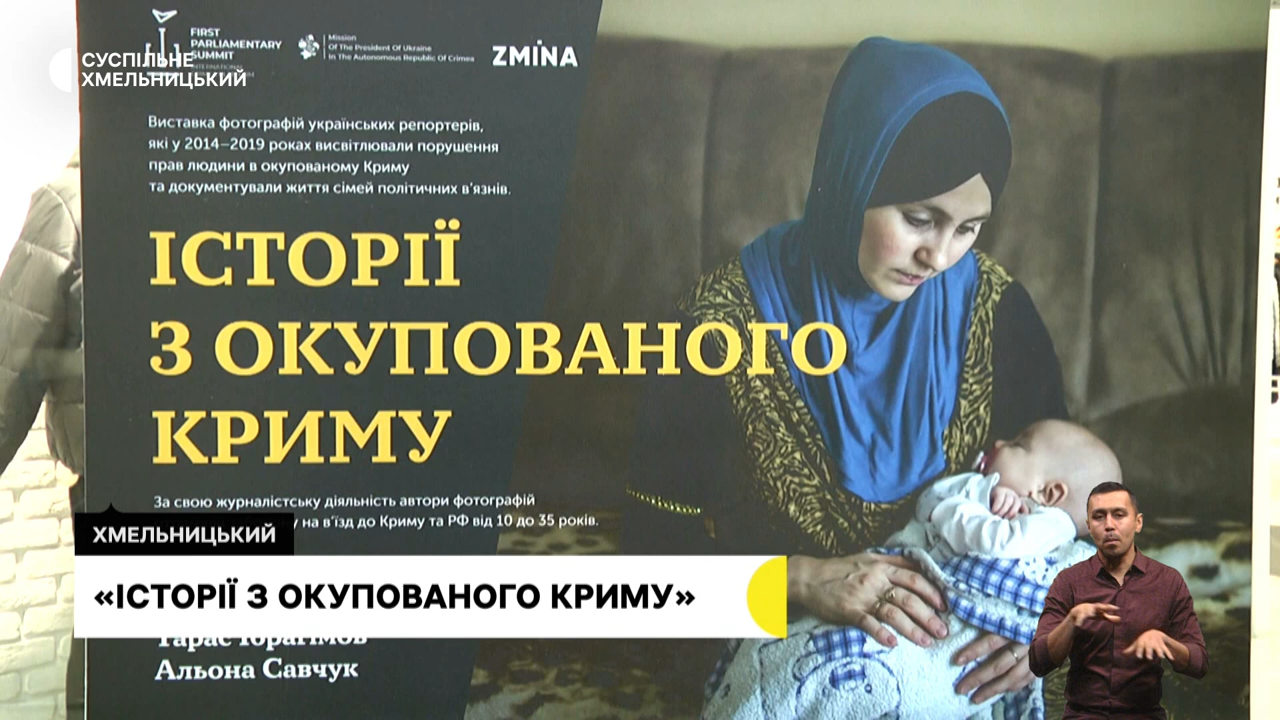 СУСПІЛЬНЕ
ХМЕЛЬНИЦЬКИЙ
FIRST
PARLIAMENTARY
SUMMIT
Mission
Of The President Of Ukraine
In The Autonomous Republic Of Crimea
ZMINA
Виставка фотографій українських репортерів,
які у 2014–2019 роках висвітлювали порушення
прав людини в окупованому Криму
та документували життя сімей політичних в'язнів.
ІСТОРІЇ
З ОКУПОВАНОГО
КРИМУ
За свою журналістську діяльність автори фотографій
на в'їзд до Криму та РФ від 10 до 35 років.
ХМЕЛЬНИЦЬКИЙ
«ІСТОРІЇ З ОКУПОВАНОГО КРИМУ»
Тарас Ібрагімов
Альона Савчук